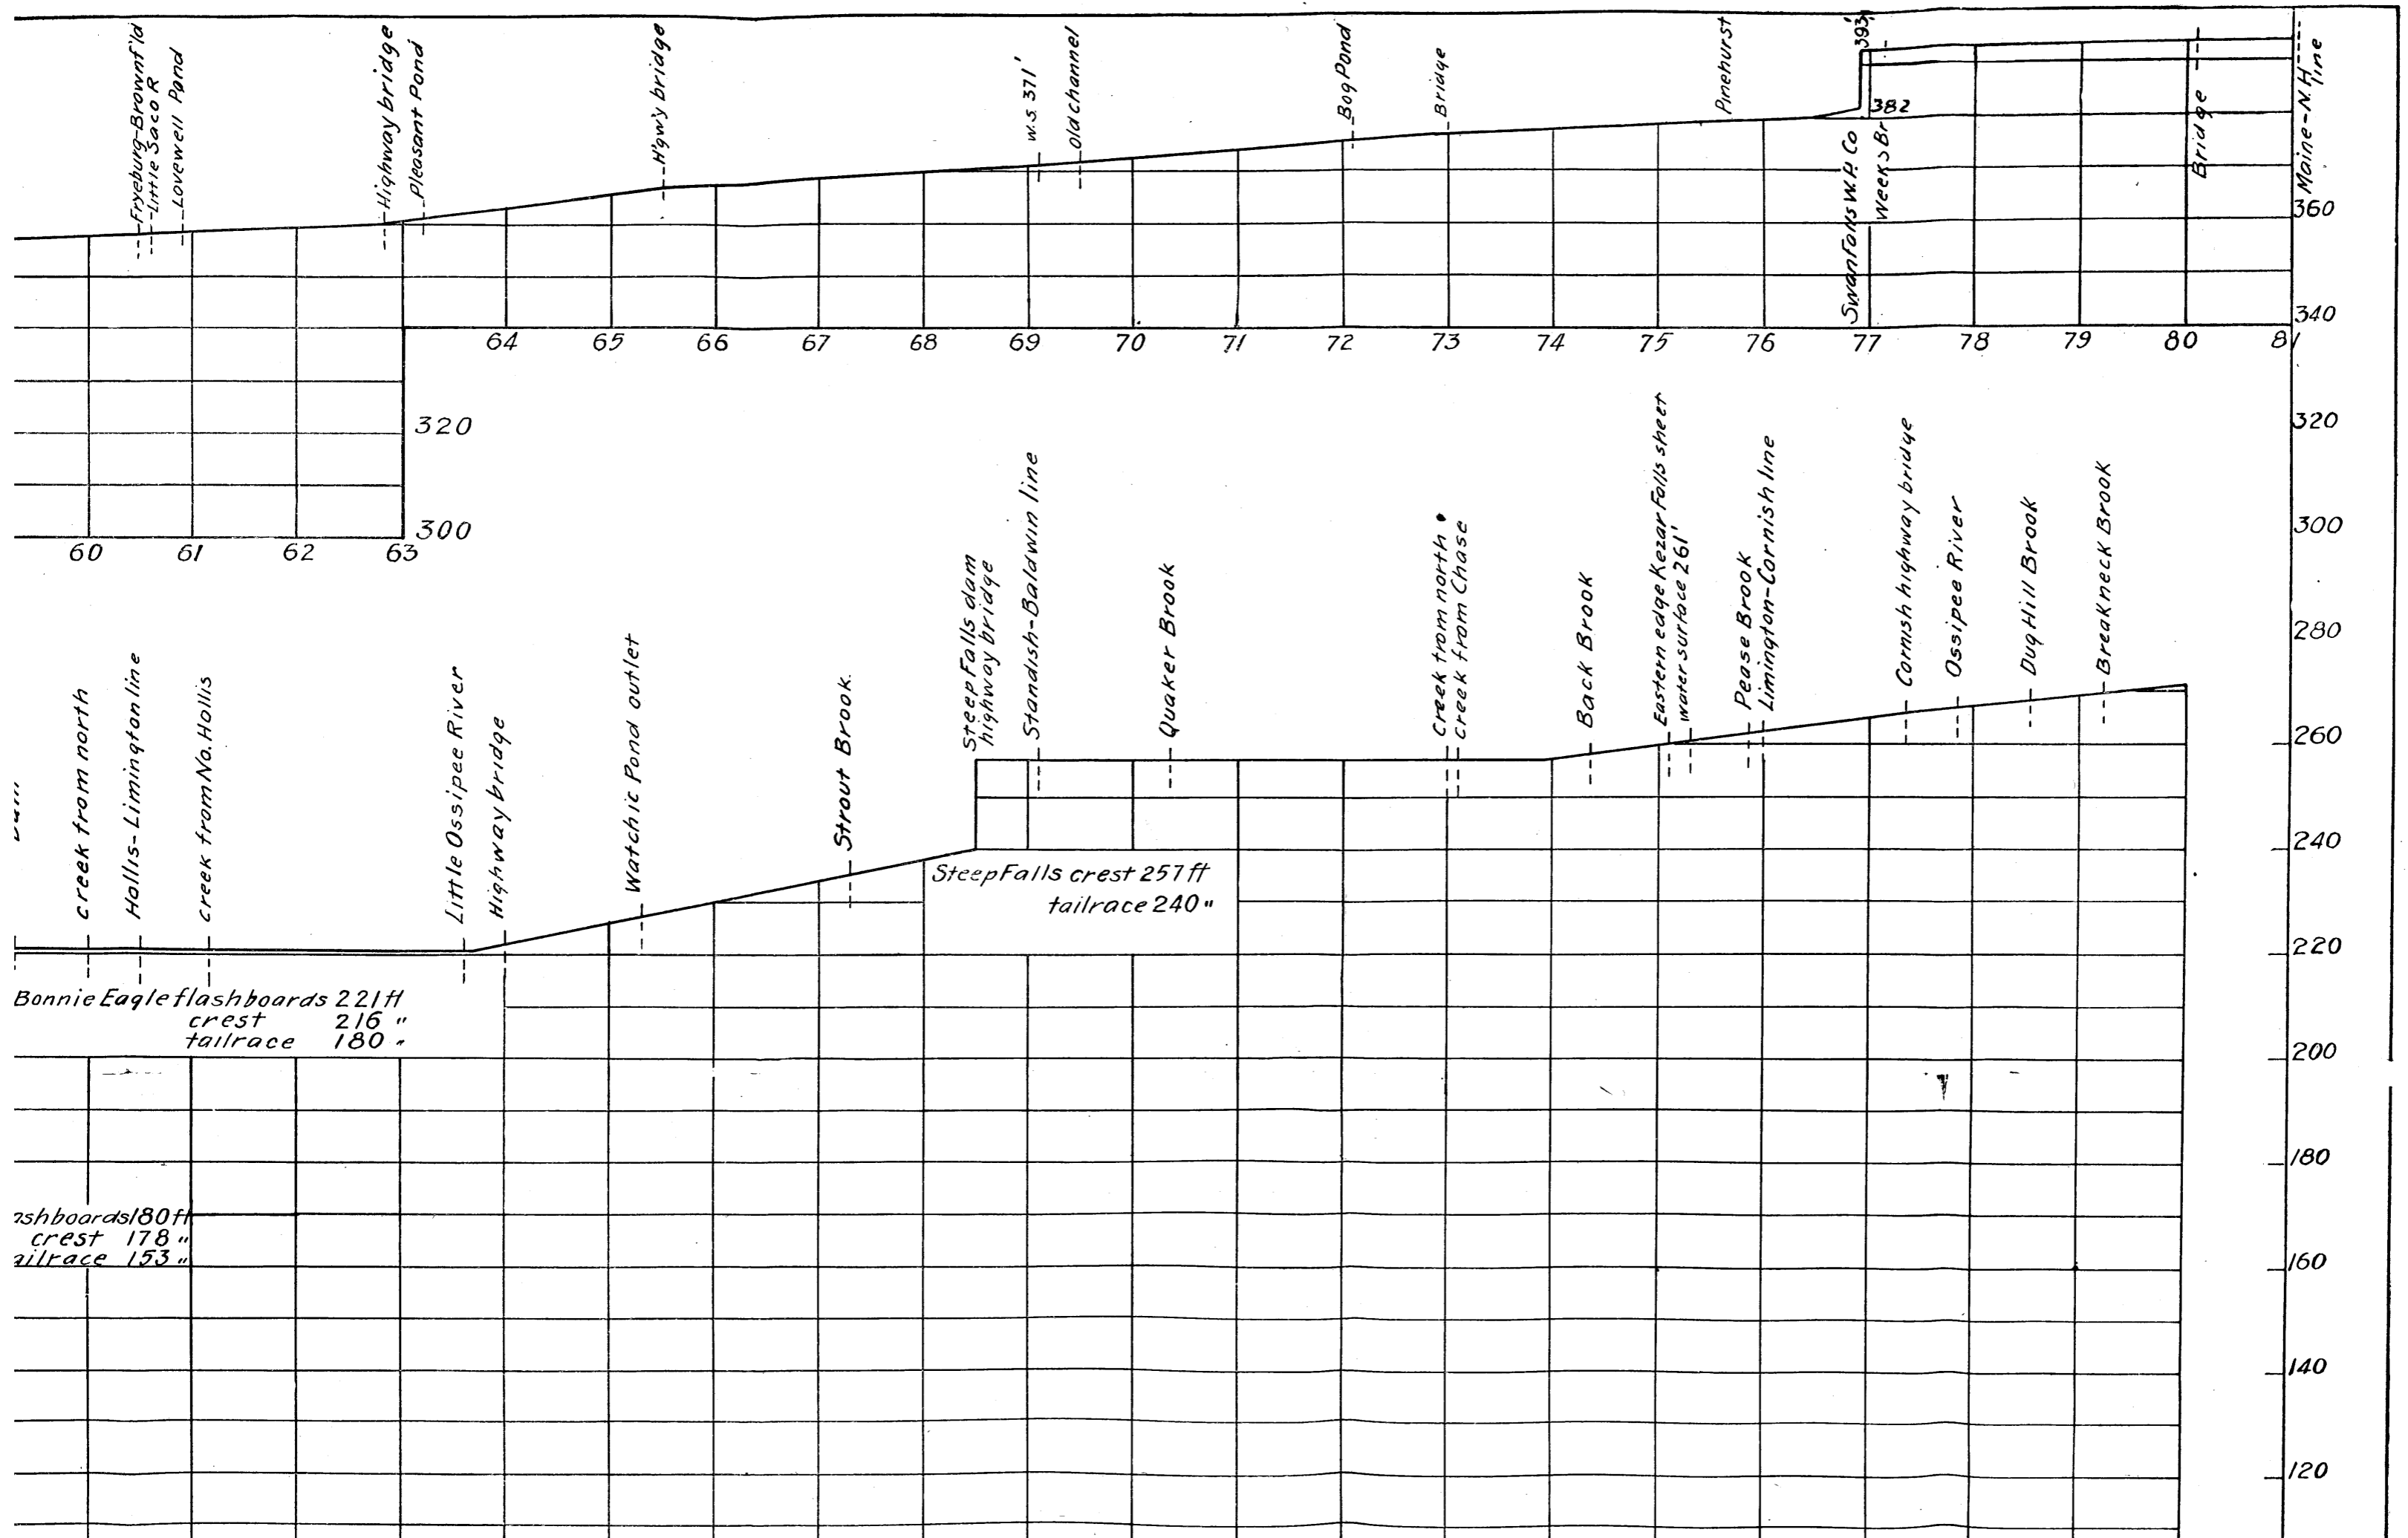 Fryeburg-Brownf'ld
Little Saco R
Lovewell Pond
Highway bridge
Pleasant Pond
H'gw'y bridge
W.S. 371'
Old channel
Bog Pond
Bridge
Pinehurst
393'
382
Swan Falls W.P. Co
Weeks Br
Bridge
Maine-N.H.
line
360
340
64 65 66 67 68 69 70 71 72 73 74 75 76 77 78 79 80 81
320
300
60 61 62 63
320
300
280
260
240
220
200
180
160
140
120
creek from north
Hollis-Limington line
creek from No. Hollis
Little Ossipee River
Highway bridge
Watchic Pond outlet
Strout Brook
Steep Falls dam
highway bridge
Standish-Baldwin line
Quaker Brook
Creek from north
Creek from Chase
Back Brook
Eastern edge Kezar Falls sheet
water surface 261'
Pease Brook
Limington-Cornish line
Cornish highway bridge
Ossipee River
Dug Hill Brook
Breakneck Brook
Steep Falls crest 257 ft
tailrace 240 "
Bonnie Eagle flashboards 221 ft
crest 216 "
tailrace 180 "
ashboards 180 ft
crest 178 "
ailrace 153 "